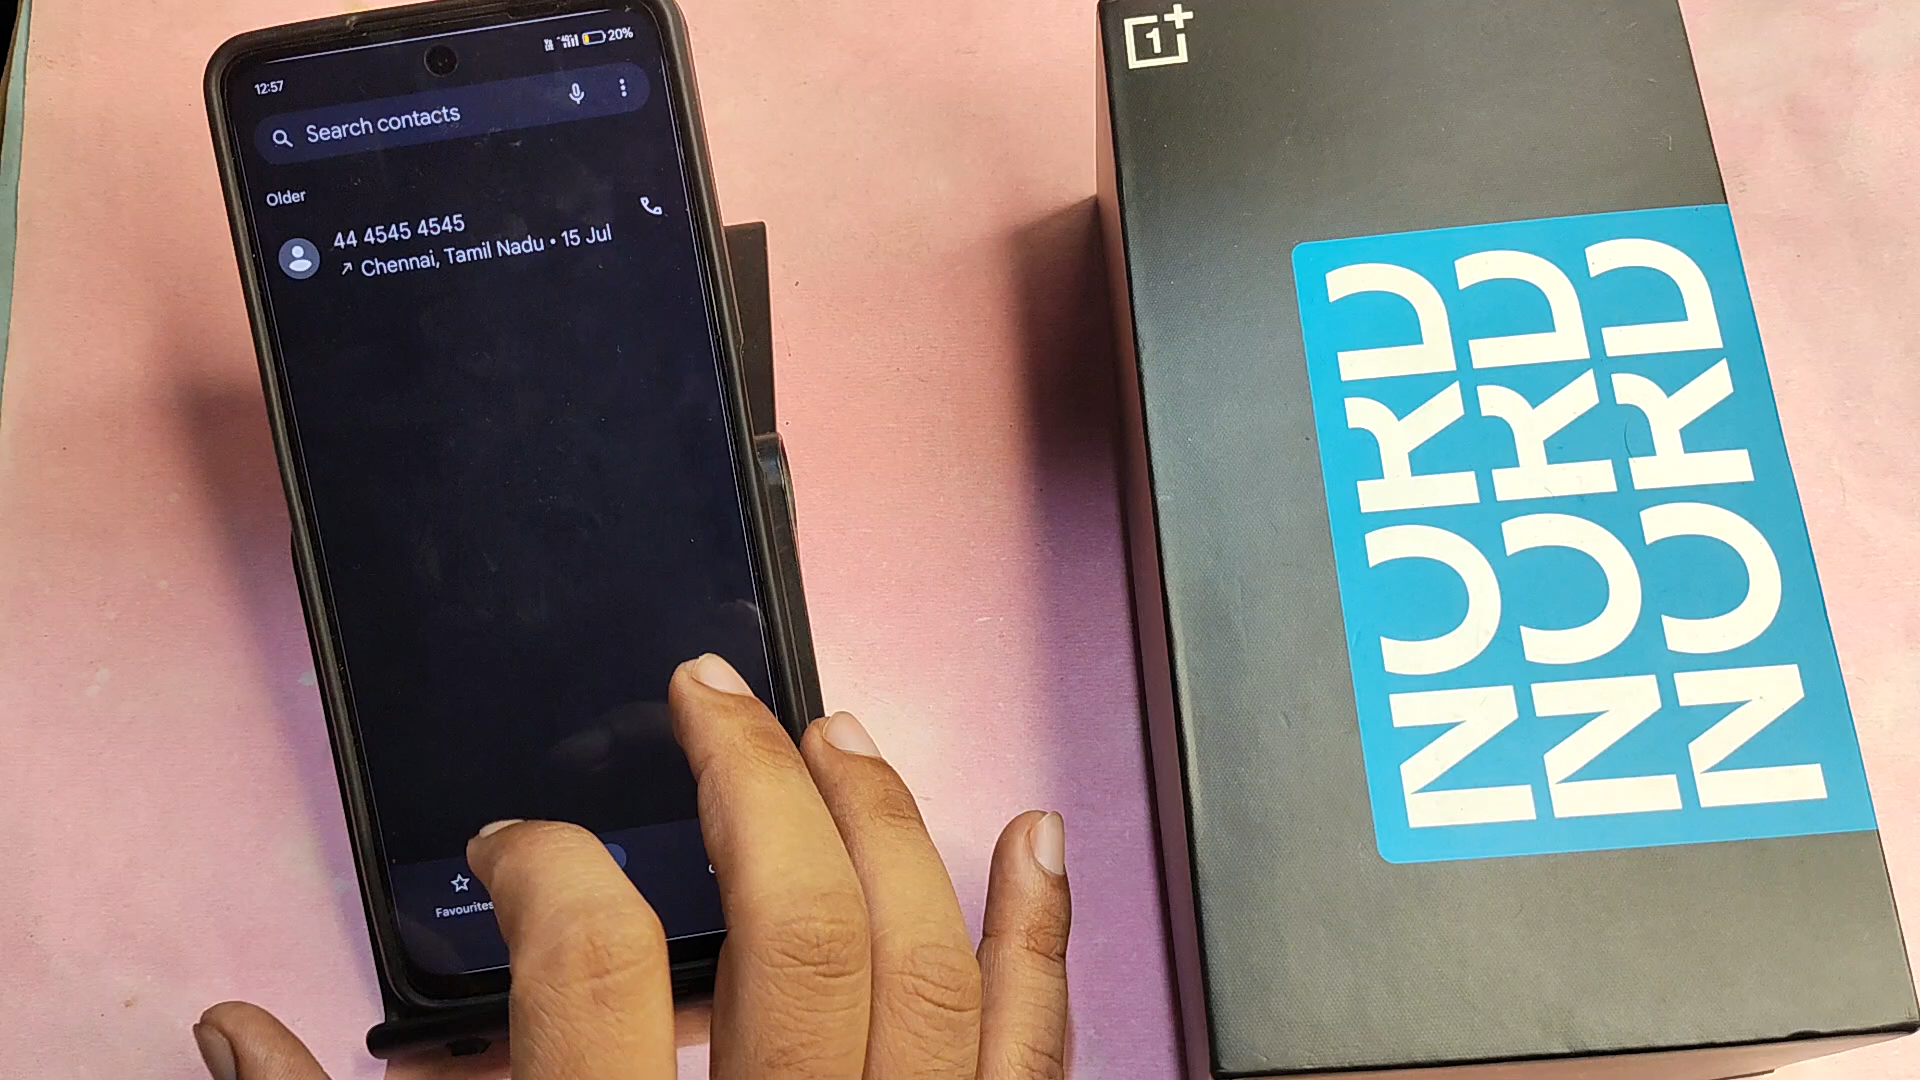 12:57
4G+ 20%
Search contacts
Older
44 4545 4545
Chennai, Tamil Nadu • 15 Jul
Favourites
1+
NORD
NORD
NORD